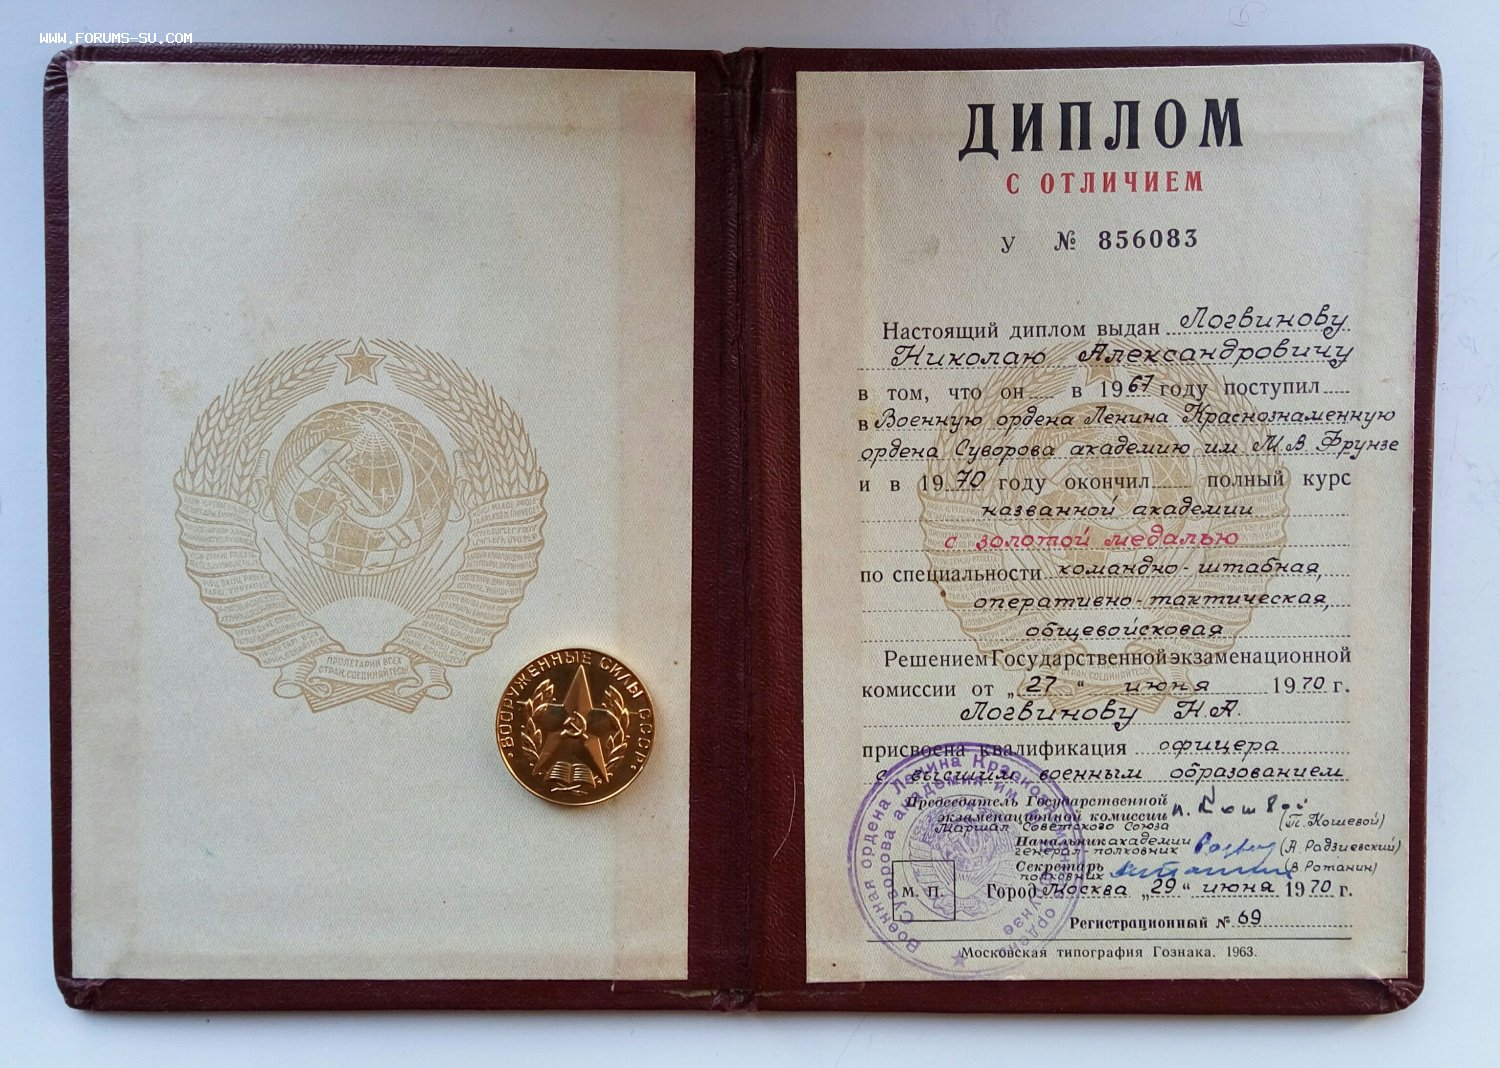 www.forums-su.com
ПРОЛЕТАРИИ ВСЕХ
СТРАН, СОЕДИНЯЙТЕСЬ!
ВООРУЖЕННЫЕ СИЛЫ СССР
ДИПЛОМ
С ОТЛИЧИЕМ
У № 856083
Настоящий диплом выдан Логвинову
Николаю Александровичу
в том, что он в 1967 году поступил
в Военную ордена Ленина Краснознаменную
ордена Суворова академию им М.В. Фрунзе
и в 1970 году окончил полный курс
названной академии
с золотой медалью
по специальности командно-штабная,
оперативно-тактическая,
общевойсковая
Решением Государственной экзаменационной
комиссии от „27“ июня 1970 г.
Логвинову Н.А.
присвоена квалификация офицера
с высшим военным образованием
Председатель Государственной
экзаменационной комиссии
Маршал Советского Союза (П. Кошевой)
Начальник академии
генерал-полковник (А. Радзиевский)
Секретарь
полковник (В. Ротанин)
М. П. Город Москва „29“ июня 1970 г.
Регистрационный № 69
Московская типография Гознака. 1963.